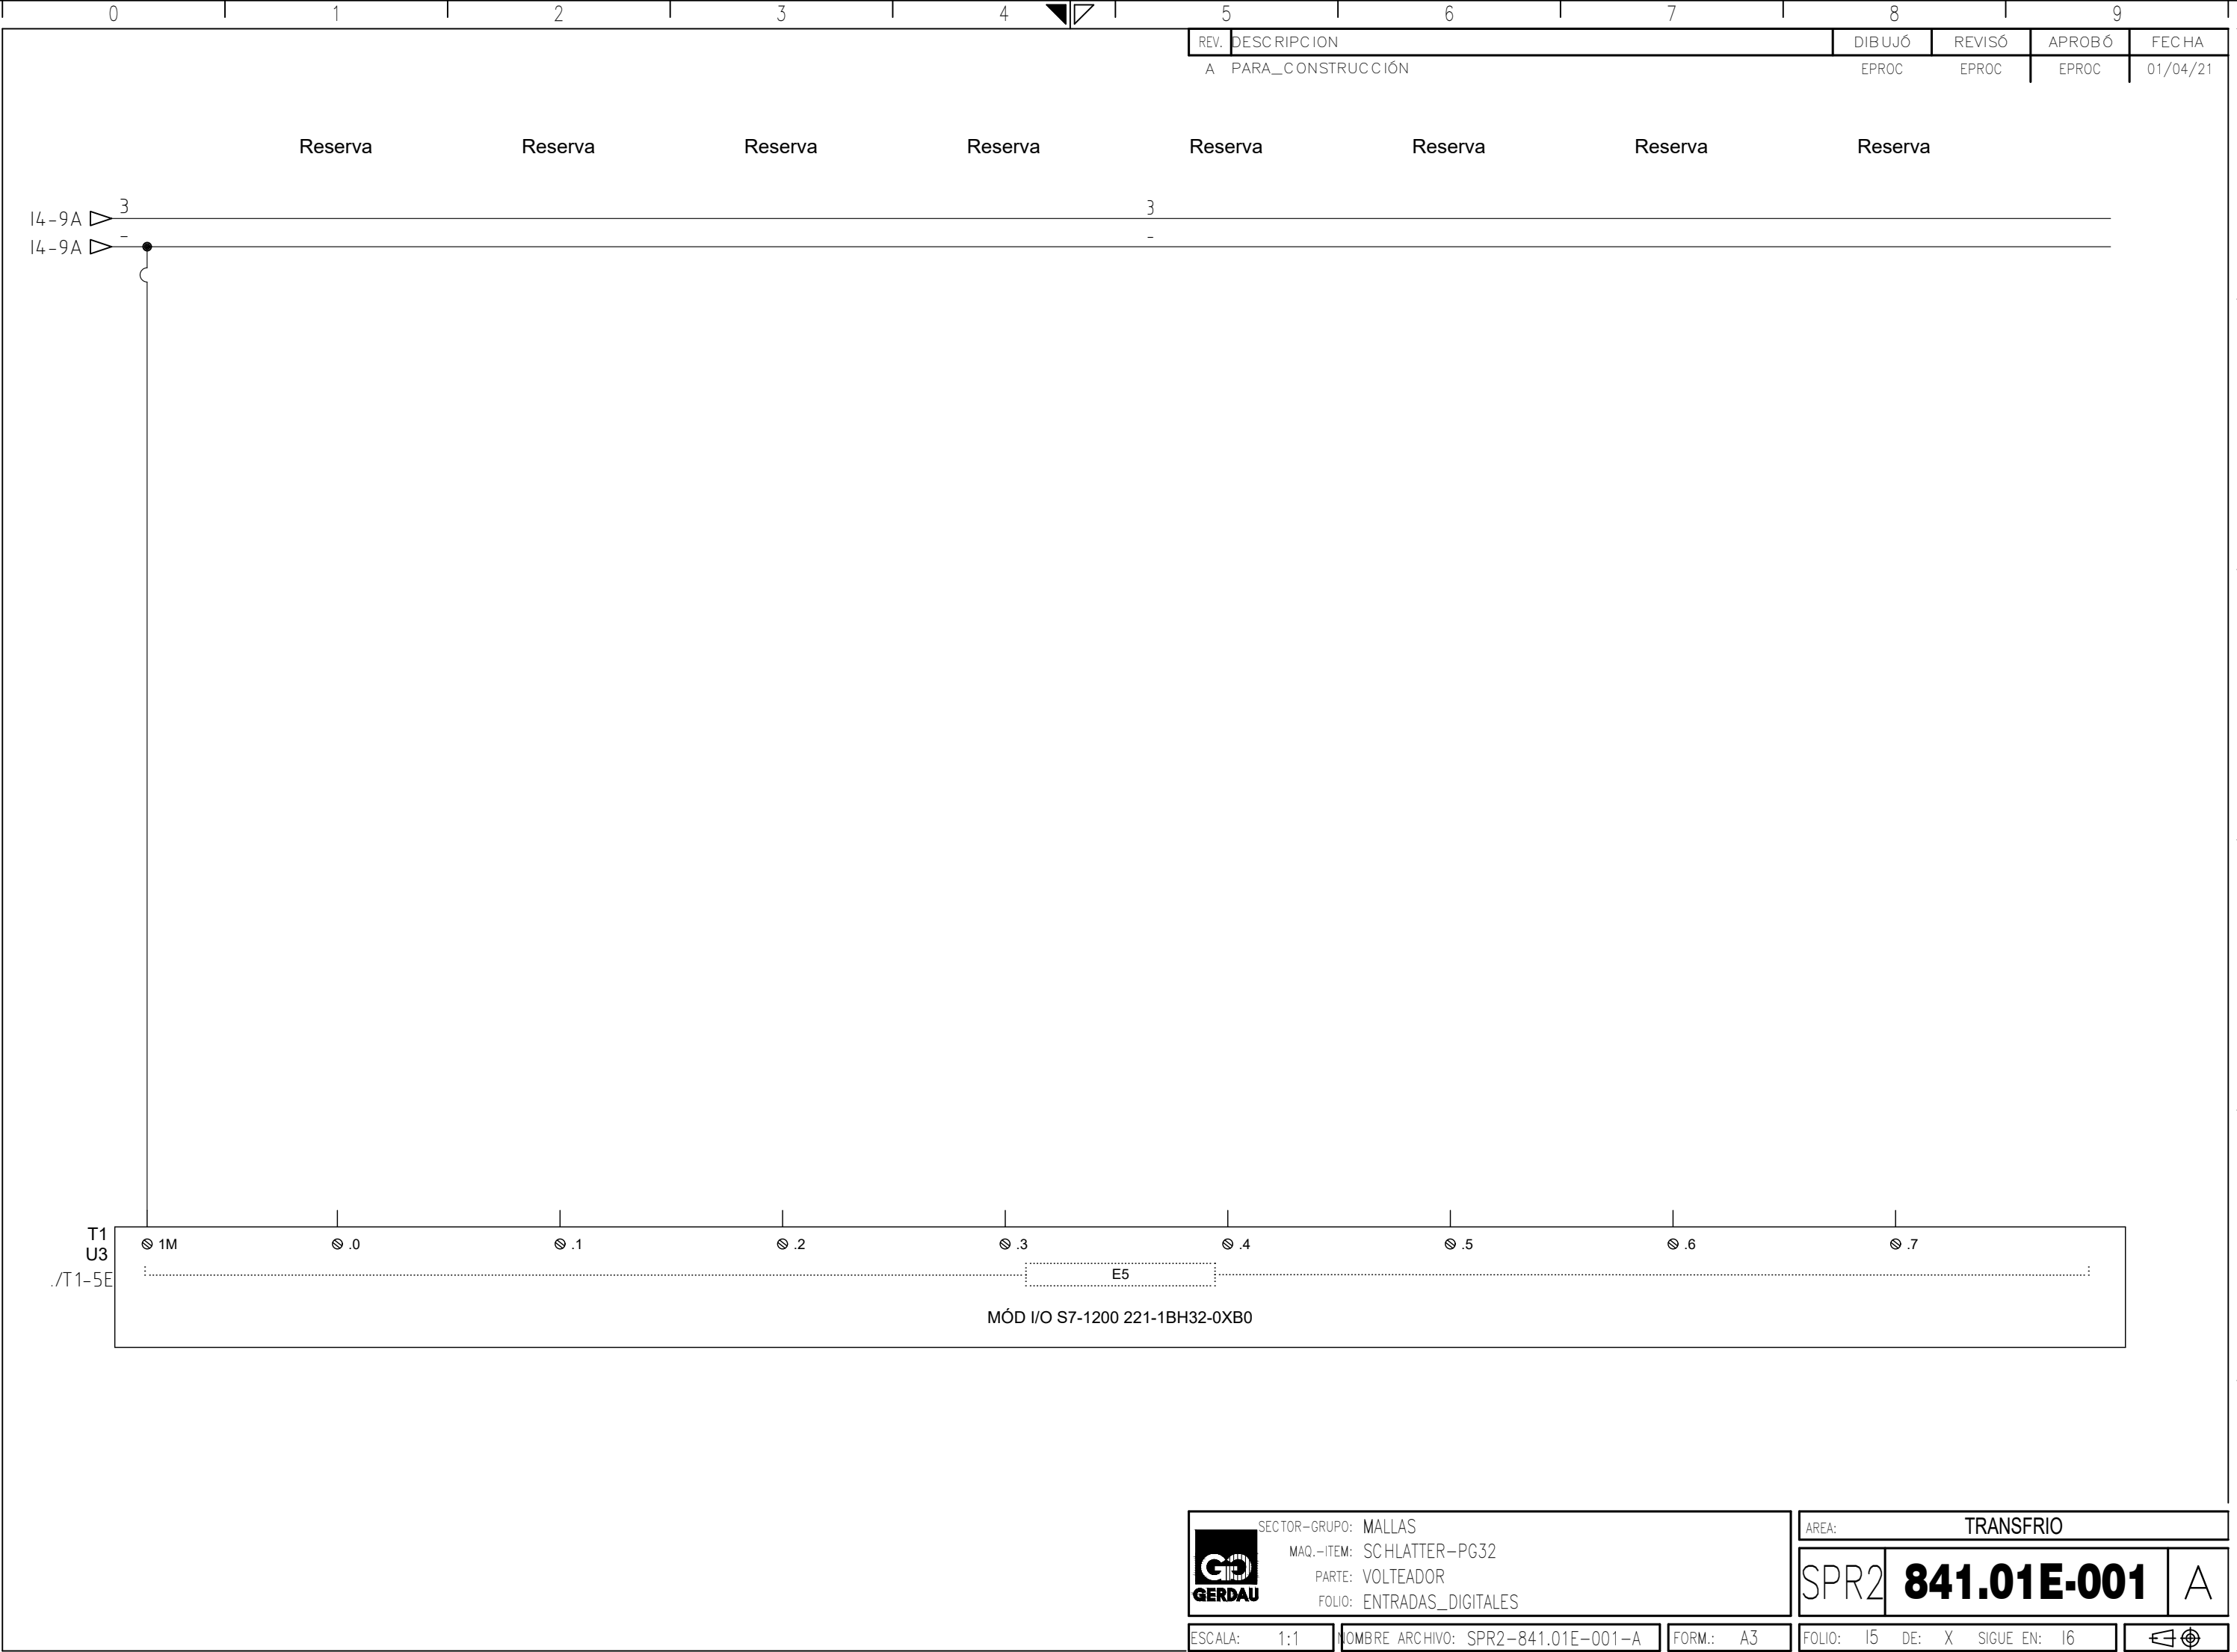 0 1 2 3 4 5 6 7 8 9
REV. DESCRIPCION DIBUJÓ REVISÓ APROBÓ FECHA
A PARA_CONSTRUCCIÓN EPROC EPROC EPROC 01/04/21
Reserva Reserva Reserva Reserva Reserva Reserva Reserva Reserva
I4-9A 3 3
I4-9A - -
T1
U3
./T1-5E
1M .0 .1 .2 .3 .4 .5 .6 .7
E5
MÓD I/O S7-1200 221-1BH32-0XB0
GERDAU
SECTOR-GRUPO: MALLAS
MAQ.-ITEM: SCHLATTER-PG32
PARTE: VOLTEADOR
FOLIO: ENTRADAS_DIGITALES
AREA: TRANSFRIO
SPR2 841.01E-001 A
ESCALA: 1:1 NOMBRE ARCHIVO: SPR2-841.01E-001-A FORM.: A3 FOLIO: I5 DE: X SIGUE EN: I6